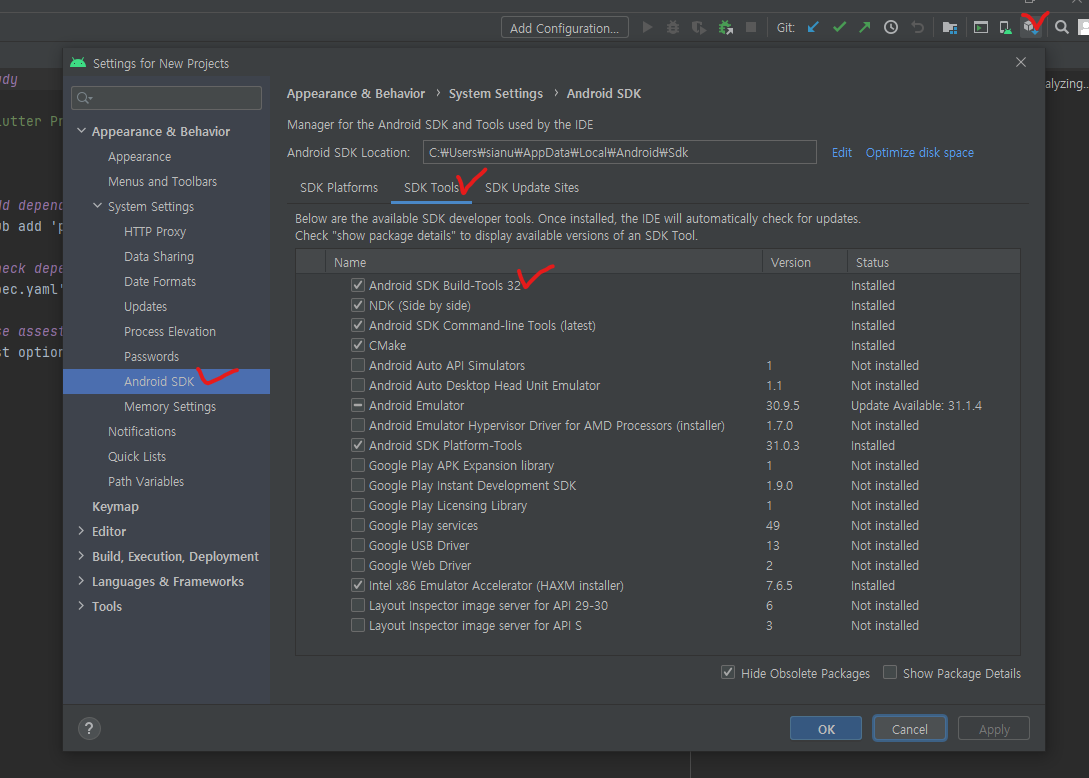 Add Configuration...
Git:
Settings for New Projects
dy
alyzing..
utter Pr
d depend
b add 'p
eck depe
pec.yaml'
se assest
st option
Appearance & Behavior
Appearance
Menus and Toolbars
System Settings
HTTP Proxy
Data Sharing
Date Formats
Updates
Process Elevation
Passwords
Android SDK
Memory Settings
Notifications
Quick Lists
Path Variables
Keymap
Editor
Build, Execution, Deployment
Languages & Frameworks
Tools
Appearance & Behavior › System Settings › Android SDK
Manager for the Android SDK and Tools used by the IDE
Android SDK Location: C:₩Users₩sianu₩AppData₩Local₩Android₩Sdk Edit Optimize disk space
SDK Platforms SDK Tools SDK Update Sites
Below are the available SDK developer tools. Once installed, the IDE will automatically check for updates.
Check "show package details" to display available versions of an SDK Tool.
Name Version Status
Android SDK Build-Tools 32 Installed
NDK (Side by side) Installed
Android SDK Command-line Tools (latest) Installed
CMake Installed
Android Auto API Simulators 1 Not installed
Android Auto Desktop Head Unit Emulator 1.1 Not installed
Android Emulator 30.9.5 Update Available: 31.1.4
Android Emulator Hypervisor Driver for AMD Processors (installer) 1.7.0 Not installed
Android SDK Platform-Tools 31.0.3 Installed
Google Play APK Expansion library 1 Not installed
Google Play Instant Development SDK 1.9.0 Not installed
Google Play Licensing Library 1 Not installed
Google Play services 49 Not installed
Google USB Driver 13 Not installed
Google Web Driver 2 Not installed
Intel x86 Emulator Accelerator (HAXM installer) 7.6.5 Installed
Layout Inspector image server for API 29-30 6 Not installed
Layout Inspector image server for API S 3 Not installed
Hide Obsolete Packages Show Package Details
? OK Cancel Apply